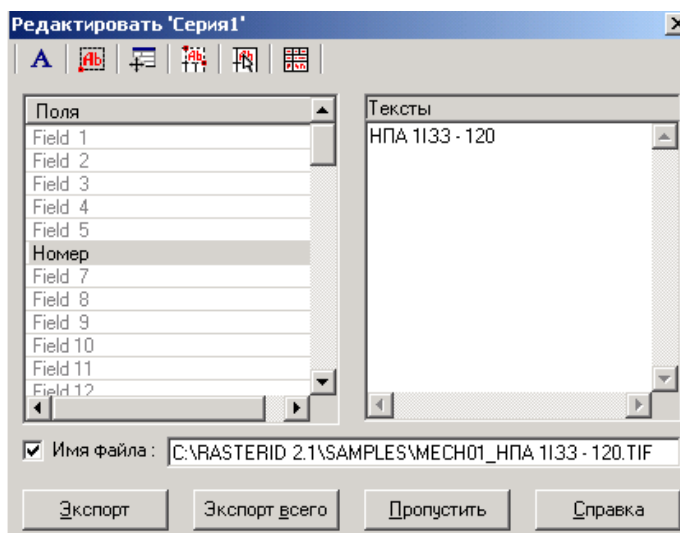 Редактировать 'Серия1'
Поля
Field 1
Field 2
Field 3
Field 4
Field 5
Номер
Field 7
Field 8
Field 9
Field 10
Field 11
Field 12
Тексты
НПА 1I33 - 120
Имя файла : C:\RASTERID 2.1\SAMPLES\MECH01_НПА 1I33 - 120.TIF
Экспорт Экспорт всего Пропустить Справка